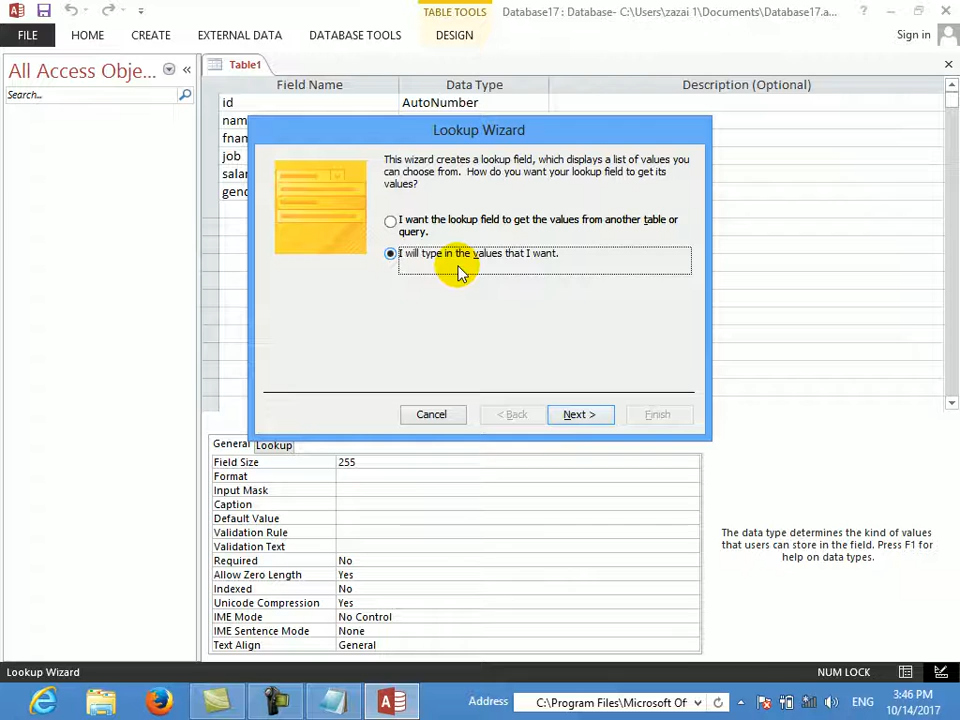 TABLE TOOLS
Database17 : Database- C:\Users\zazai 1\Documents\Database17.a...
FILE
HOME
CREATE
EXTERNAL DATA
DATABASE TOOLS
DESIGN
Sign in
All Access Obje...
Search...
Table1
Field Name
Data Type
Description (Optional)
id
AutoNumber
nam
fnam
job
salar
gend
Lookup Wizard
This wizard creates a lookup field, which displays a list of values you
can choose from. How do you want your lookup field to get its
values?
I want the lookup field to get the values from another table or
query.
I will type in the values that I want.
Cancel
< Back
Next >
Finish
General
Lookup
Field Size
255
Format
Input Mask
Caption
Default Value
Validation Rule
Validation Text
Required
No
Allow Zero Length
Yes
Indexed
No
Unicode Compression
Yes
IME Mode
No Control
IME Sentence Mode
None
Text Align
General
The data type determines the kind of values
that users can store in the field. Press F1 for
help on data types.
Lookup Wizard
NUM LOCK
Address
C:\Program Files\Microsoft Of
ENG
3:46 PM
10/14/2017